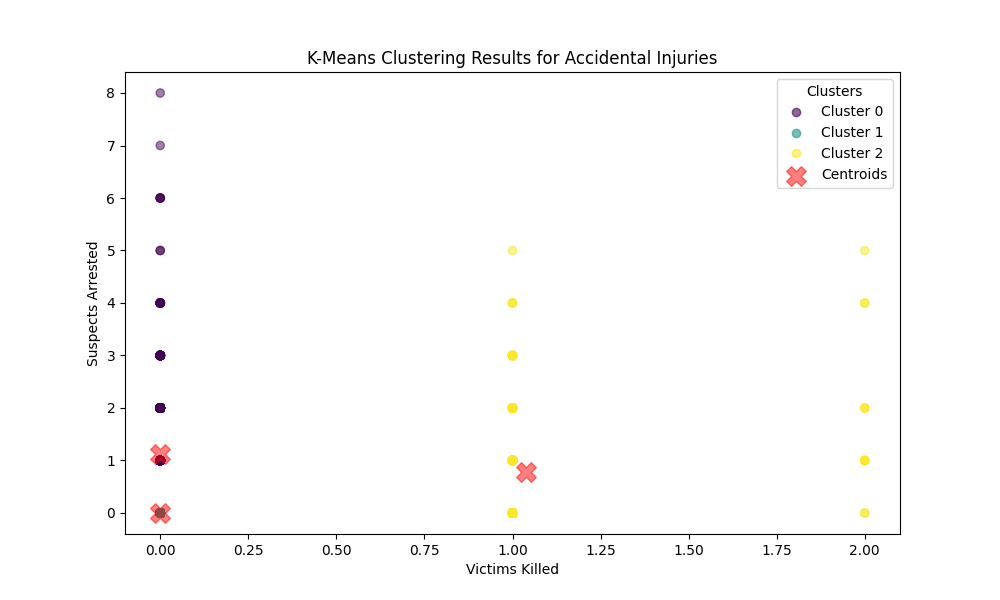 K-Means Clustering Results for Accidental Injuries
Clusters
Cluster 0
Cluster 1
Cluster 2
Centroids
Suspects Arrested
8
7
6
5
4
3
2
1
0
0.00 0.25 0.50 0.75 1.00 1.25 1.50 1.75 2.00
Victims Killed